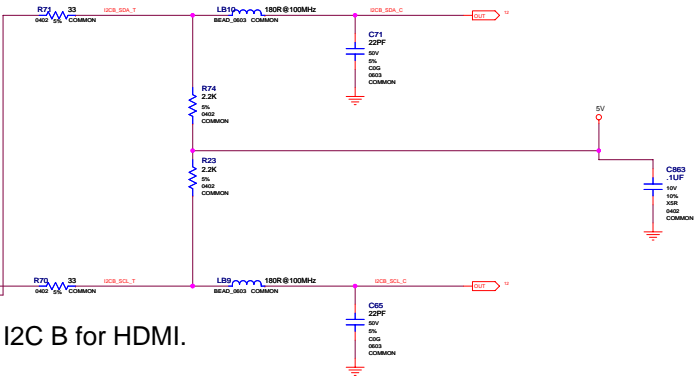 R71 33 I2CB_SDA_T LB10 180R@100MHz I2CB_SDA_C
0402 5% COMMON BEAD_0603 COMMON OUT 12
C71
22PF
50V
5%
C0G
0603
COMMON
R74
2.2K
5%
0402
COMMON
5V
R23
2.2K
5%
0402
COMMON
C863
.1UF
10V
10%
X5R
0402
COMMON
R70 33 I2CB_SCL_T LB9 180R@100MHz I2CB_SCL_C
0402 5% COMMON BEAD_0603 COMMON OUT 12
C65
22PF
50V
5%
C0G
0603
COMMON
I2C B for HDMI.